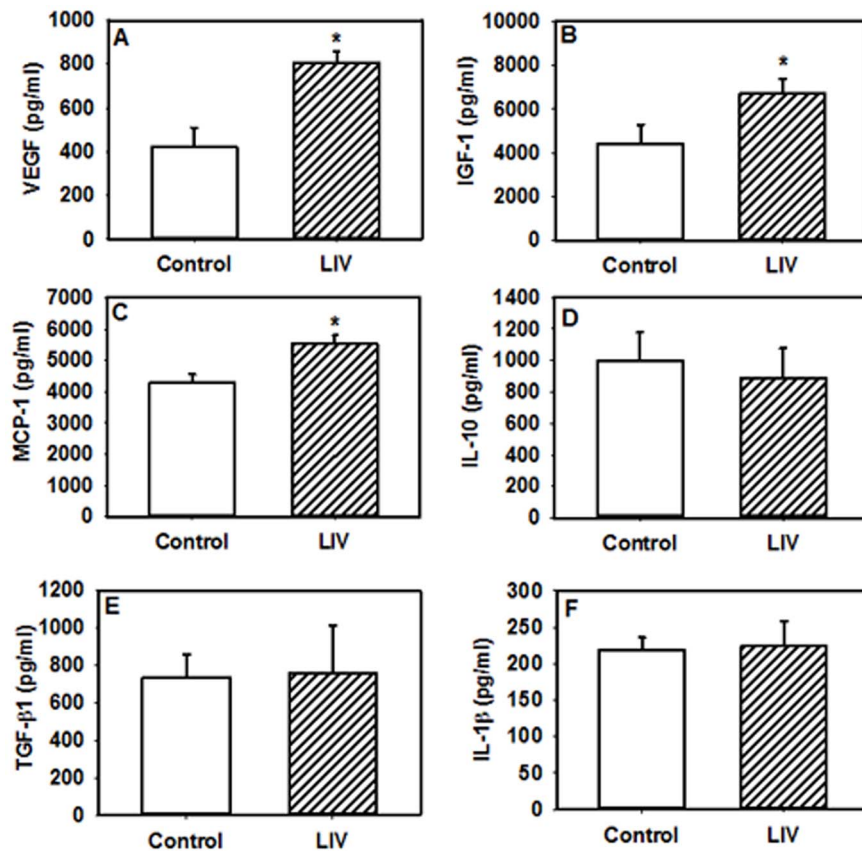 A
VEGF (pg/ml)
1000
800
600
400
200
0
*
Control LIV
B
IGF-1 (pg/ml)
10000
8000
6000
4000
2000
0
*
Control LIV
C
MCP-1 (pg/ml)
7000
6000
5000
4000
3000
2000
1000
0
*
Control LIV
D
IL-10 (pg/ml)
1400
1200
1000
800
600
400
200
0
Control LIV
E
TGF-β1 (pg/ml)
1200
1000
800
600
400
200
0
Control LIV
F
IL-1β (pg/ml)
300
250
200
150
100
50
0
Control LIV